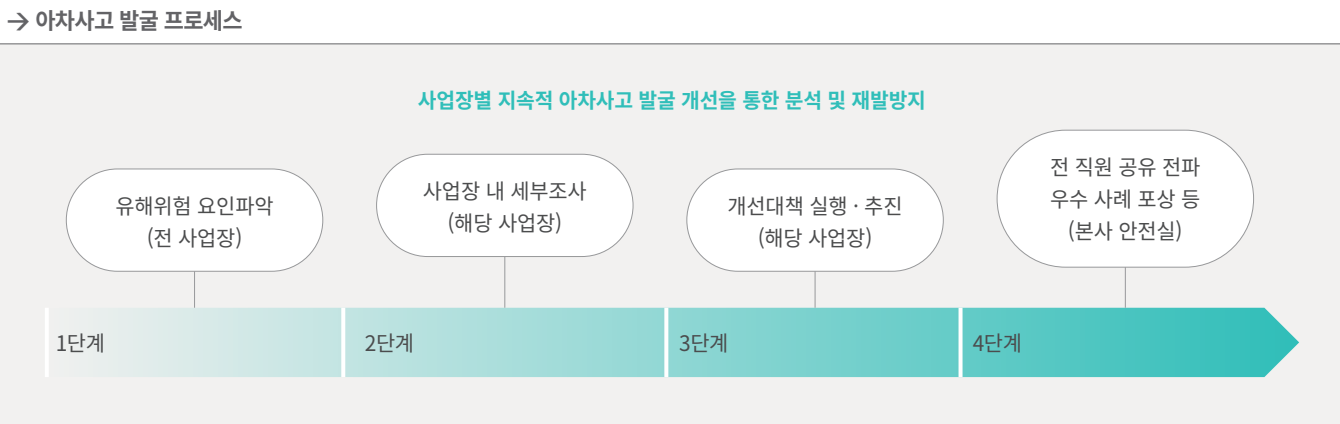 → 아차사고 발굴 프로세스
사업장별 지속적 아차사고 발굴 개선을 통한 분석 및 재발방지
유해위험 요인파악
(전 사업장)
사업장 내 세부조사
(해당 사업장)
개선대책 실행 · 추진
(해당 사업장)
전 직원 공유 전파
우수 사례 포상 등
(본사 안전실)
1단계
2단계
3단계
4단계